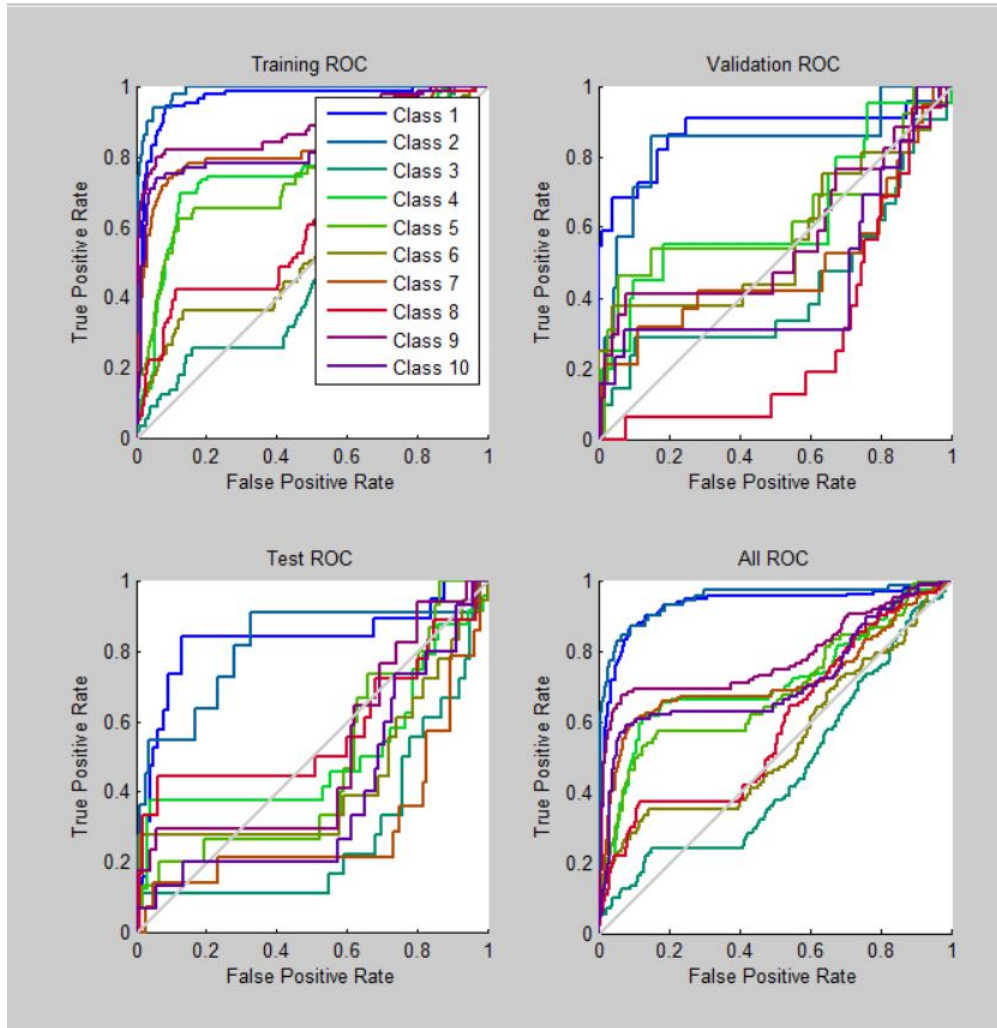 Training ROC
True Positive Rate
1
0.8
0.6
0.4
0.2
0
0
0.2
0.4
0.6
0.8
1
False Positive Rate
Class 1
Class 2
Class 3
Class 4
Class 5
Class 6
Class 7
Class 8
Class 9
Class 10
Validation ROC
True Positive Rate
1
0.8
0.6
0.4
0.2
0
0
0.2
0.4
0.6
0.8
1
False Positive Rate
Test ROC
True Positive Rate
1
0.8
0.6
0.4
0.2
0
0
0.2
0.4
0.6
0.8
1
False Positive Rate
All ROC
True Positive Rate
1
0.8
0.6
0.4
0.2
0
0
0.2
0.4
0.6
0.8
1
False Positive Rate